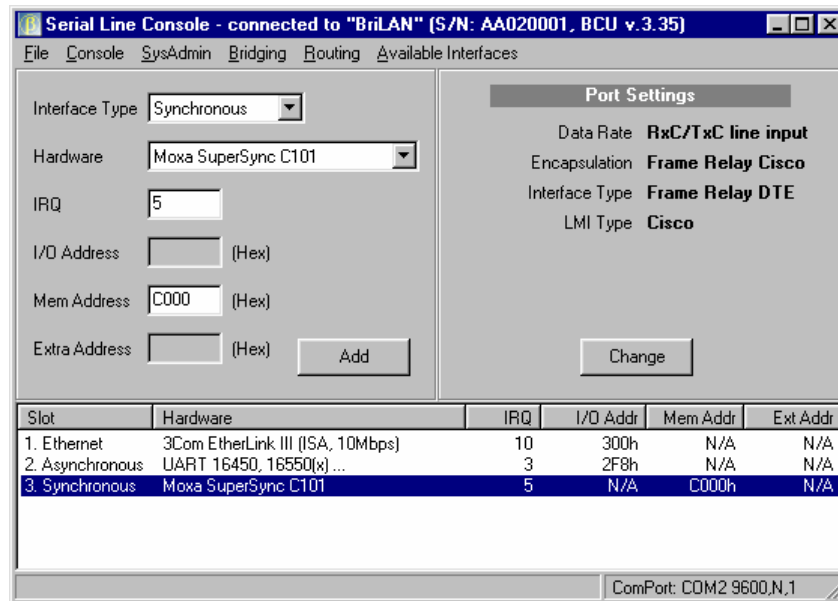 β Serial Line Console - connected to "BriLAN" (S/N: AA020001, BCU v.3.35)
File Console SysAdmin Bridging Routing Available Interfaces
Interface Type Synchronous
Hardware Moxa SuperSync C101
IRQ 5
I/O Address (Hex)
Mem Address C000 (Hex)
Extra Address (Hex) Add
Port Settings
Data Rate RxC/TxC line input
Encapsulation Frame Relay Cisco
Interface Type Frame Relay DTE
LMI Type Cisco
Change
Slot Hardware IRQ I/O Addr Mem Addr Ext Addr
1. Ethernet 3Com EtherLink III (ISA, 10Mbps) 10 300h N/A N/A
2. Asynchronous UART 16450, 16550(x) ... 3 2F8h N/A N/A
3. Synchronous Moxa SuperSync C101 5 N/A C000h N/A
ComPort: COM2 9600,N,1